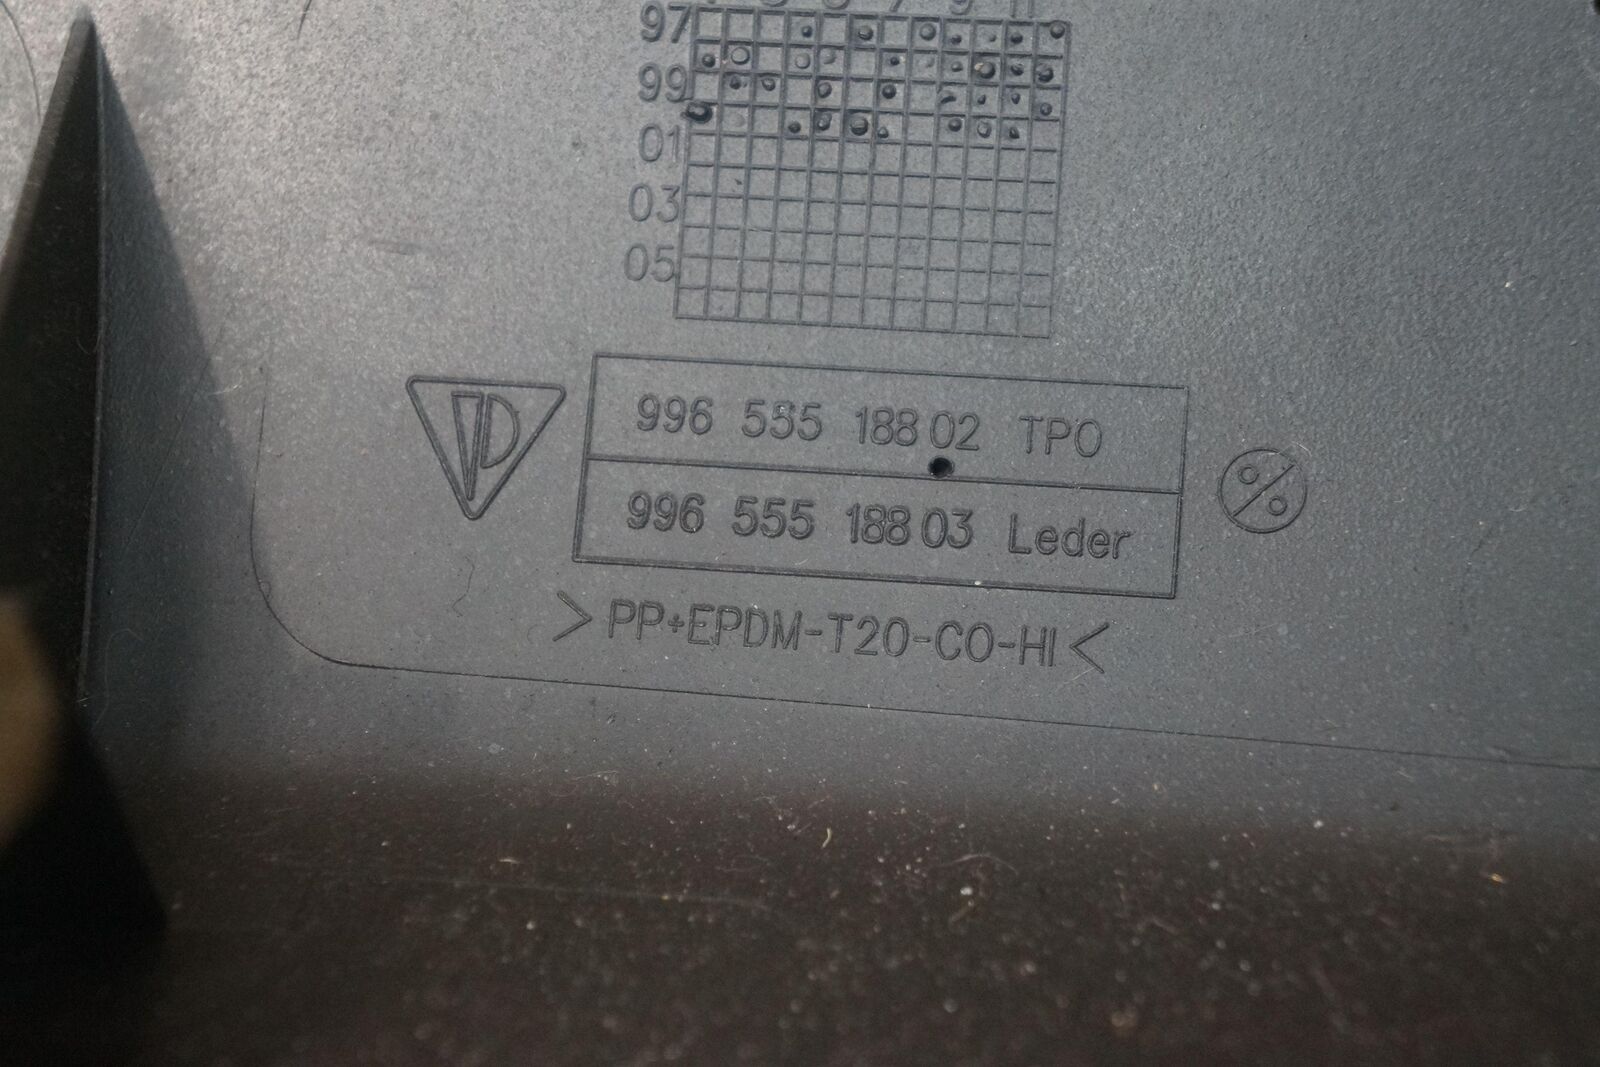 97
99
01
03
05
996 555 188 02 TPO
996 555 188 03 Leder
>PP+EPDM-T20-CO-HI<